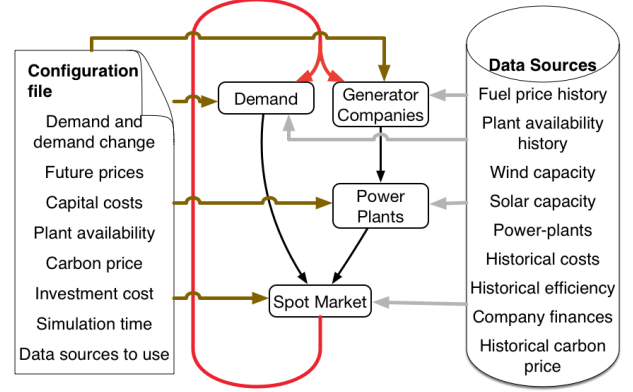 Configuration
file
Demand and
demand change
Future prices
Capital costs
Plant availability
Carbon price
Investment cost
Simulation time
Data sources to use
Demand
Generator
Companies
Power
Plants
Spot Market
Data Sources
Fuel price history
Plant availability
history
Wind capacity
Solar capacity
Power-plants
Historical costs
Historical efficiency
Company finances
Historical carbon
price